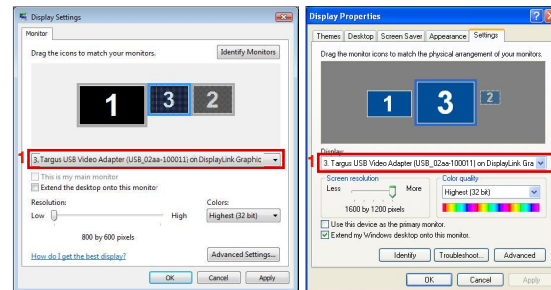 Display Settings
Monitor
Drag the icons to match your monitors.
Identify Monitors
1
3
2
1
3. Targus USB Video Adapter (USB_02aa-100011) on DisplayLink Graphic
This is my main monitor
Extend the desktop onto this monitor
Resolution:
Low
High
800 by 600 pixels
Colors:
Highest (32 bit)
How do I get the best display?
Advanced Settings...
OK
Cancel
Apply
Display Properties
?
Themes
Desktop
Screen Saver
Appearance
Settings
Drag the monitor icons to match the physical arrangement of your monitors.
1
3
2
Display:
1
3. Targus USB Video Adapter (USB_02aa-100011) on DisplayLink Gra
Screen resolution
Less
More
1600 by 1200 pixels
Color quality
Highest (32 bit)
Use this device as the primary monitor.
Extend my Windows desktop onto this monitor.
Identify
Troubleshoot...
Advanced
OK
Cancel
Apply